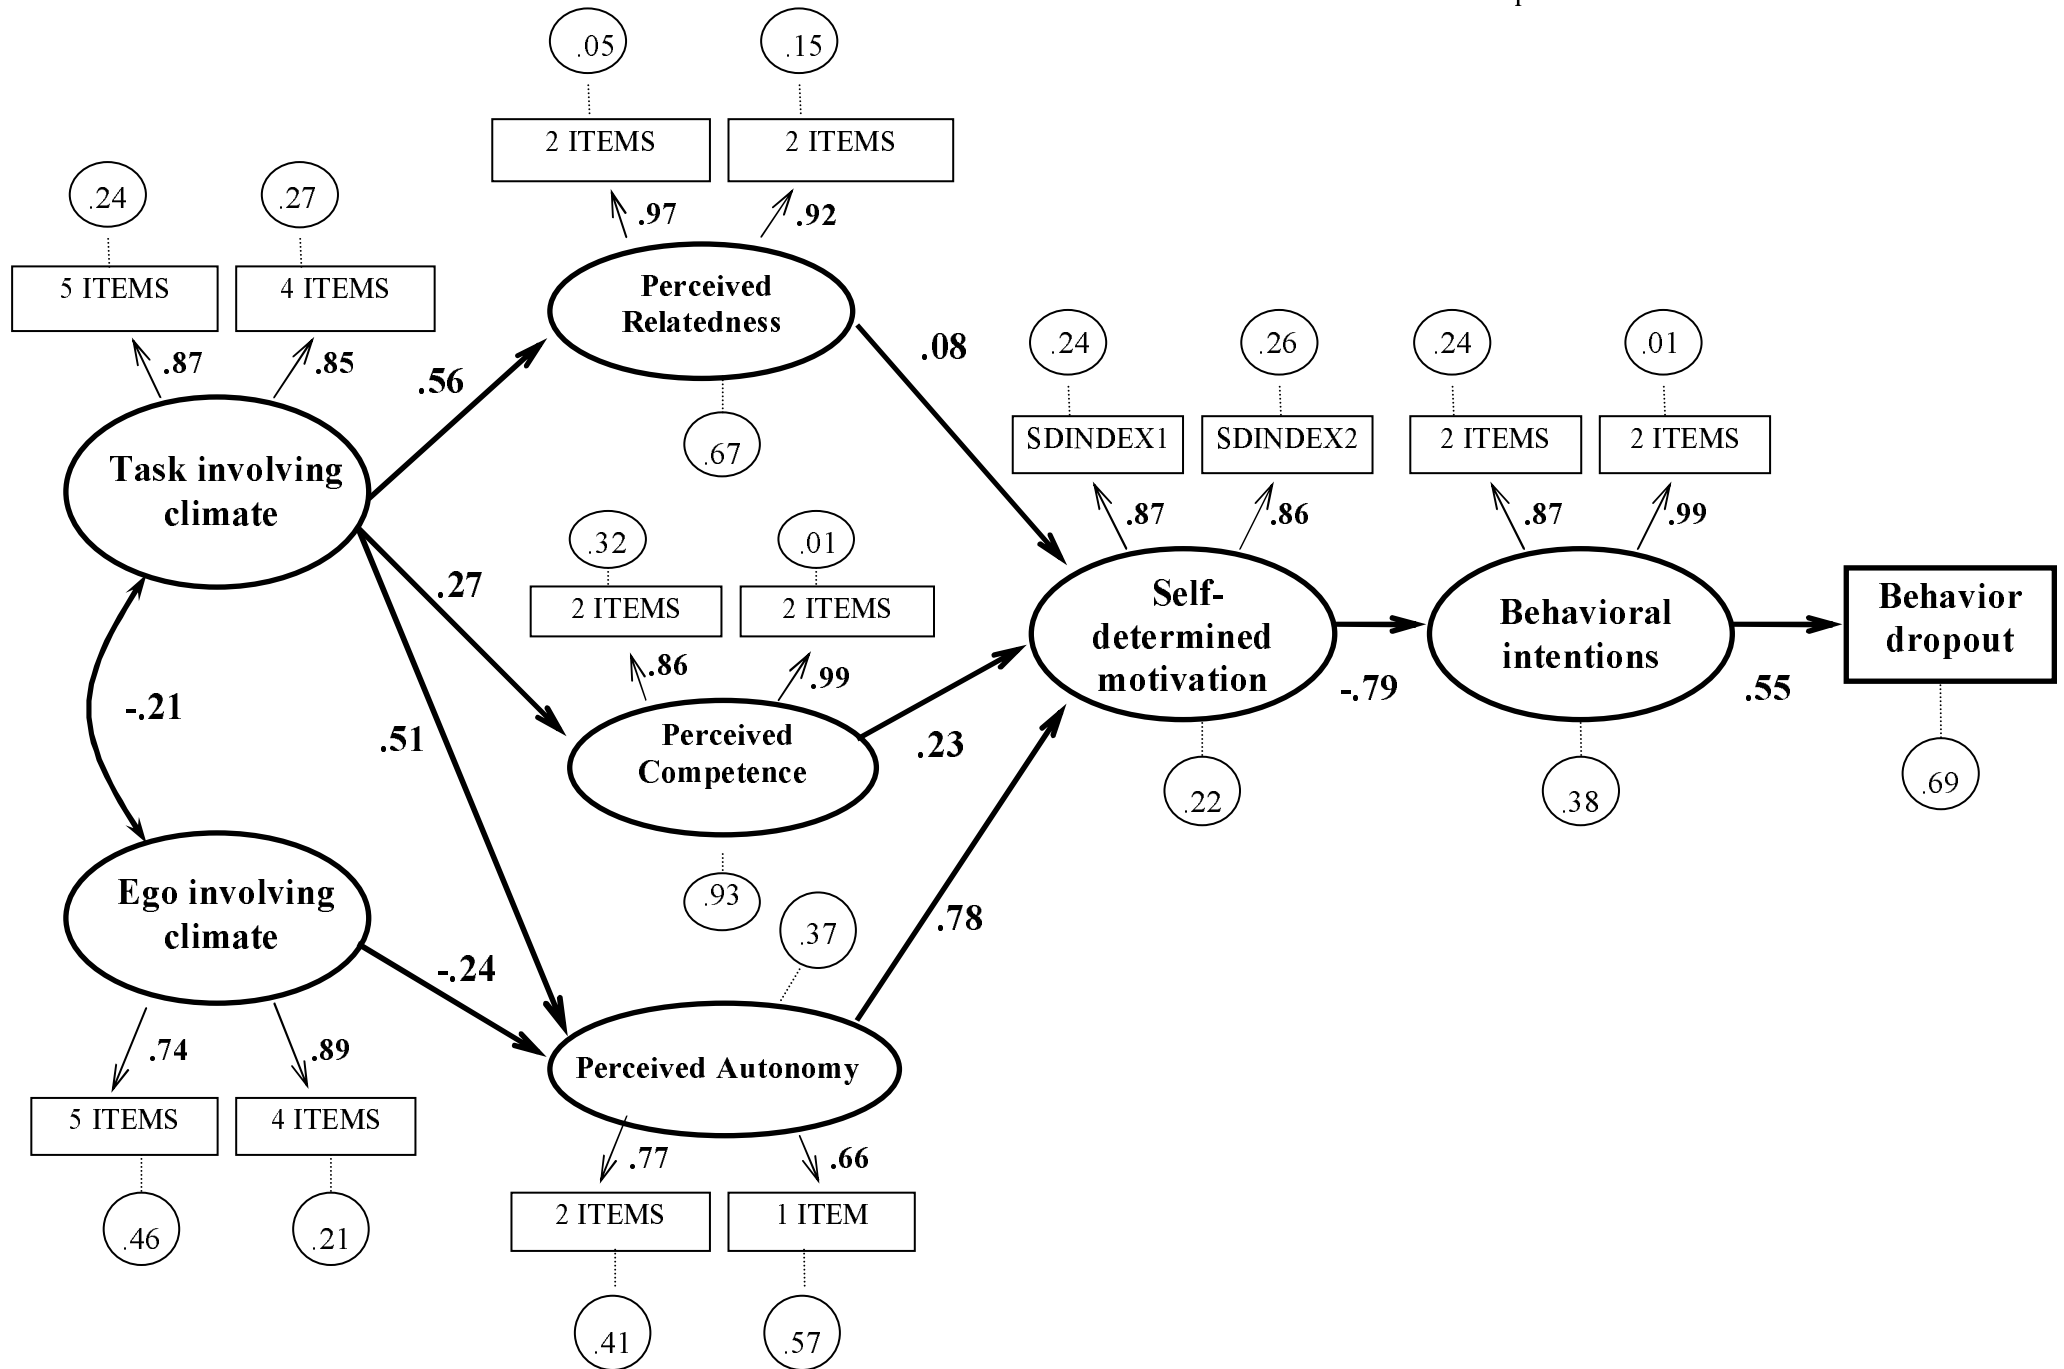 .05
.15
2 ITEMS
2 ITEMS
.24
.27
.97
.92
5 ITEMS
4 ITEMS
Perceived
Relatedness
.87
.85
.56
.08
.67
.24
.26
.24
.01
SDINDEX1
SDINDEX2
2 ITEMS
2 ITEMS
Task involving
climate
.87
.86
.87
.99
.32
.01
.27
2 ITEMS
2 ITEMS
.86
.99
Self-
determined
motivation
Behavioral
intentions
Behavior
dropout
-.21
.51
Perceived
Competence
.23
-.79
.55
.22
.38
.69
.93
Ego involving
climate
.37
.78
-.24
.74
.89
Perceived Autonomy
5 ITEMS
4 ITEMS
.77
.66
2 ITEMS
1 ITEM
.46
.21
.41
.57